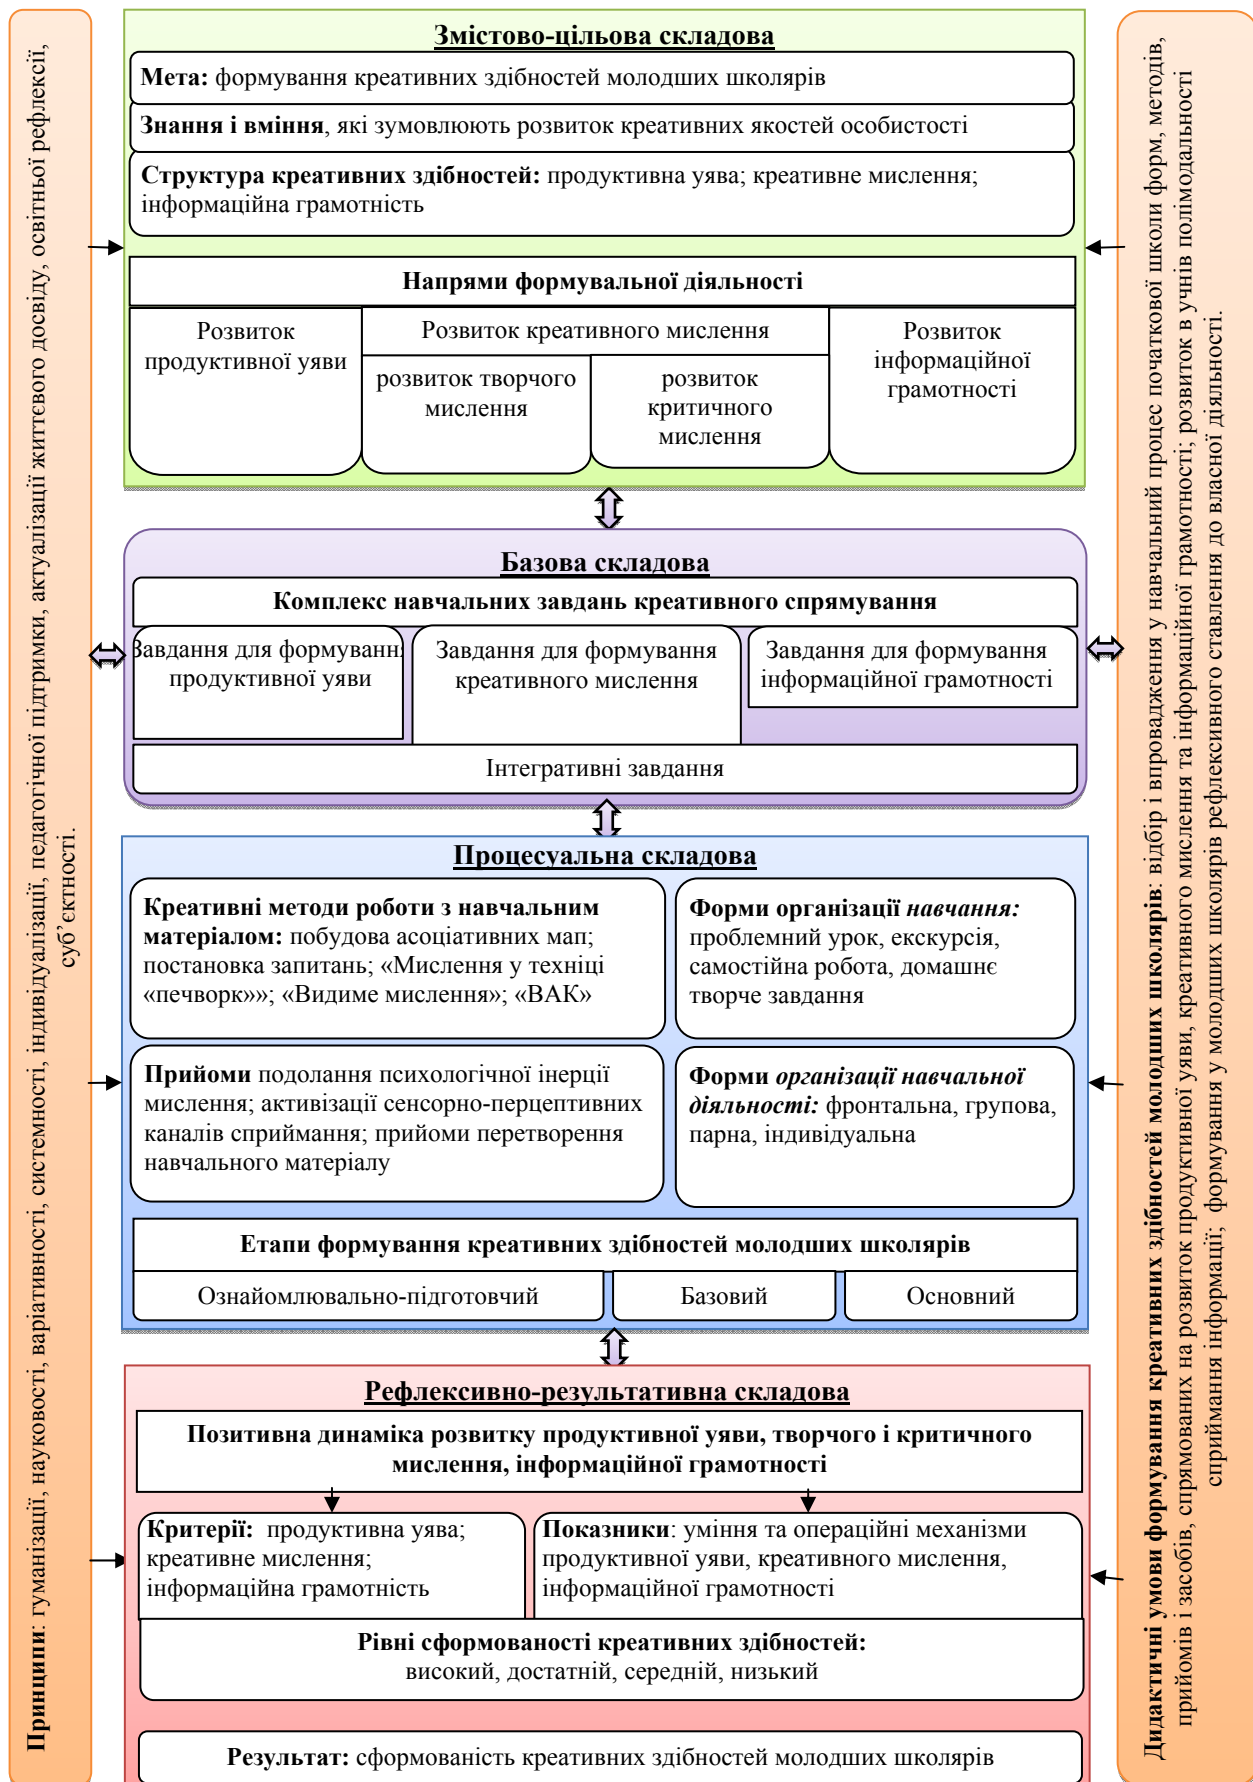 Принципи: гуманізації, науковості, варіативності, системності, індивідуалізації, педагогічної підтримки, актуалізації життєвого досвіду, освітньої рефлексії,
суб’єктності.
Змістово-цільова складова
Мета: формування креативних здібностей молодших школярів
Знання і вміння, які зумовлюють розвиток креативних якостей особистості
Структура креативних здібностей: продуктивна уява; креативне мислення;
інформаційна грамотність
Напрями формувальної діяльності
Розвиток
продуктивної уяви
Розвиток креативного мислення
розвиток творчого
мислення
розвиток
критичного
мислення
Розвиток
інформаційної
грамотності
Базова складова
Комплекс навчальних завдань креативного спрямування
Завдання для формування
продуктивної уяви
Завдання для формування
креативного мислення
Завдання для формування
інформаційної грамотності
Інтегративні завдання
Процесуальна складова
Креативні методи роботи з навчальним
матеріалом: побудова асоціативних мап;
постановка запитань; «Мислення у техніці
«печворк»»; «Видиме мислення»; «ВАК»
Форми організації навчання:
проблемний урок, екскурсія,
самостійна робота, домашнє
творче завдання
Прийоми подолання психологічної інерції
мислення; активізації сенсорно-перцептивних
каналів сприймання; прийоми перетворення
навчального матеріалу
Форми організації навчальної
діяльності: фронтальна, групова,
парна, індивідуальна
Етапи формування креативних здібностей молодших школярів
Ознайомлювально-підготовчий
Базовий
Основний
Рефлексивно-результативна складова
Позитивна динаміка розвитку продуктивної уяви, творчого і критичного
мислення, інформаційної грамотності
Критерії: продуктивна уява;
креативне мислення;
інформаційна грамотність
Показники: уміння та операційні механізми
продуктивної уяви, креативного мислення,
інформаційної грамотності
Рівні сформованості креативних здібностей:
високий, достатній, середній, низький
Результат: сформованість креативних здібностей молодших школярів
Дидактичні умови формування креативних здібностей молодших школярів: відбір і впровадження у навчальний процес початкової школи форм, методів,
прийомів і засобів, спрямованих на розвиток продуктивної уяви, креативного мислення та інформаційної грамотності; розвиток в учнів полімодальності
сприймання інформації; формування у молодших школярів рефлексивного ставлення до власної діяльності.